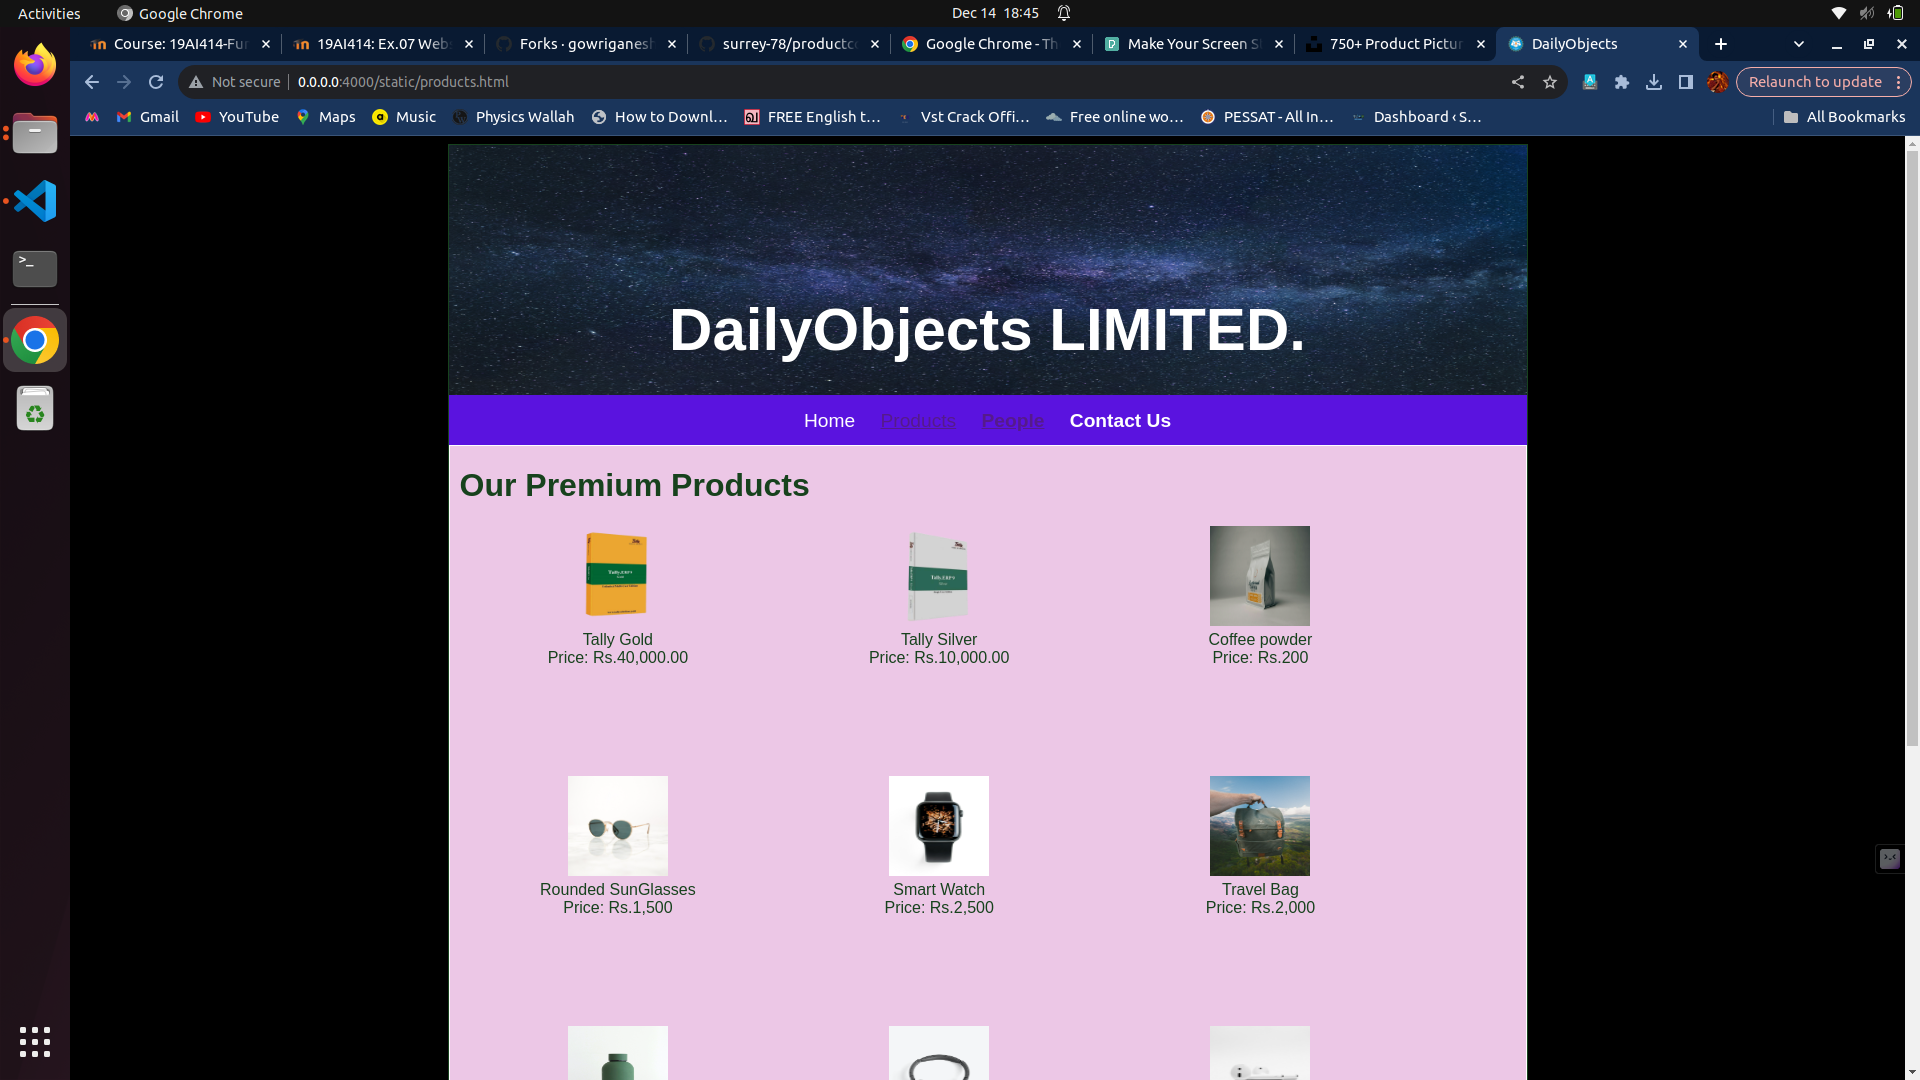 Activities
Google Chrome
Dec 14 18:45
Course: 19AI414-Fur
19AI414: Ex.07 Webs
Forks · gowriganesh
surrey-78/productco
Google Chrome - Th
Make Your Screen S
750+ Product Pictur
DailyObjects
Not secure
0.0.0.0:4000/static/products.html
Relaunch to update
Gmail
YouTube
Maps
Music
Physics Wallah
How to Downl...
FREE English t...
Vst Crack Offi...
Free online wo...
PESSAT - All In...
Dashboard ‹ S...
All Bookmarks
DailyObjects LIMITED.
Home Products People Contact Us
Our Premium Products
Tally Gold
Price: Rs.40,000.00
Tally Silver
Price: Rs.10,000.00
Coffee powder
Price: Rs.200
Rounded SunGlasses
Price: Rs.1,500
Smart Watch
Price: Rs.2,500
Travel Bag
Price: Rs.2,000